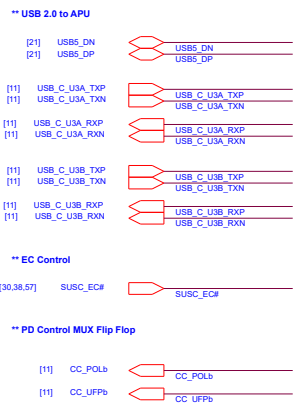 ** USB 2.0 to APU
[21] USB5_DN USB5_DN
[21] USB5_DP USB5_DP
[11] USB_C_U3A_TXP USB_C_U3A_TXP
[11] USB_C_U3A_TXN USB_C_U3A_TXN
[11] USB_C_U3A_RXP USB_C_U3A_RXP
[11] USB_C_U3A_RXN USB_C_U3A_RXN
[11] USB_C_U3B_TXP USB_C_U3B_TXP
[11] USB_C_U3B_TXN USB_C_U3B_TXN
[11] USB_C_U3B_RXP USB_C_U3B_RXP
[11] USB_C_U3B_RXN USB_C_U3B_RXN
** EC Control
[30,38,57] SUSC_EC# SUSC_EC#
** PD Control MUX Flip Flop
[11] CC_POLb CC_POLb
[11] CC_UFPb CC_UFPb